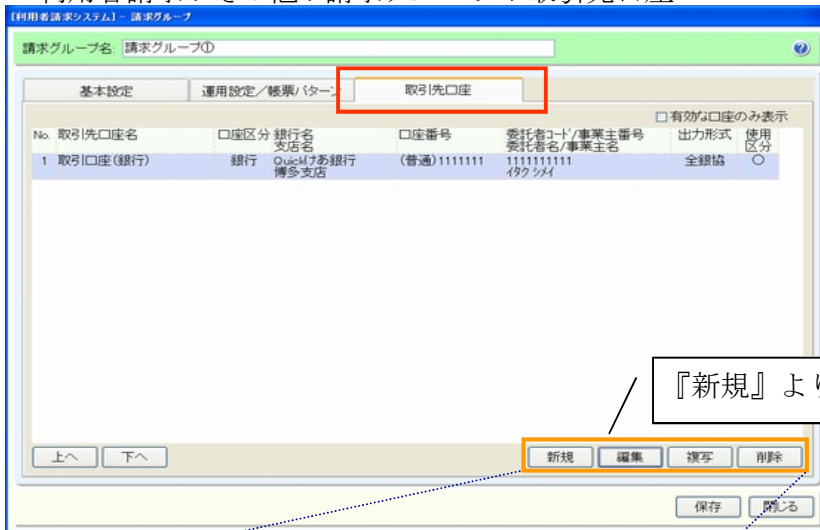 【利用者請求システム】- 請求グループ
請求グループ名: 請求グループ①
基本設定 運用設定/帳票パターン 取引先口座
有効な口座のみ表示
No. 取引先口座名 口座区分 銀行名 口座番号 委託者コード/事業主番号 出力形式 使用
支店名 委託者名/事業主名 区分
1 取引口座(銀行) 銀行 Quickけあ銀行 (普通)1111111 1111111111 全銀協 ○
博多支店 イタク シメイ
『新規』よ
上へ 下へ 新規 編集 複写 削除
保存 閉じる